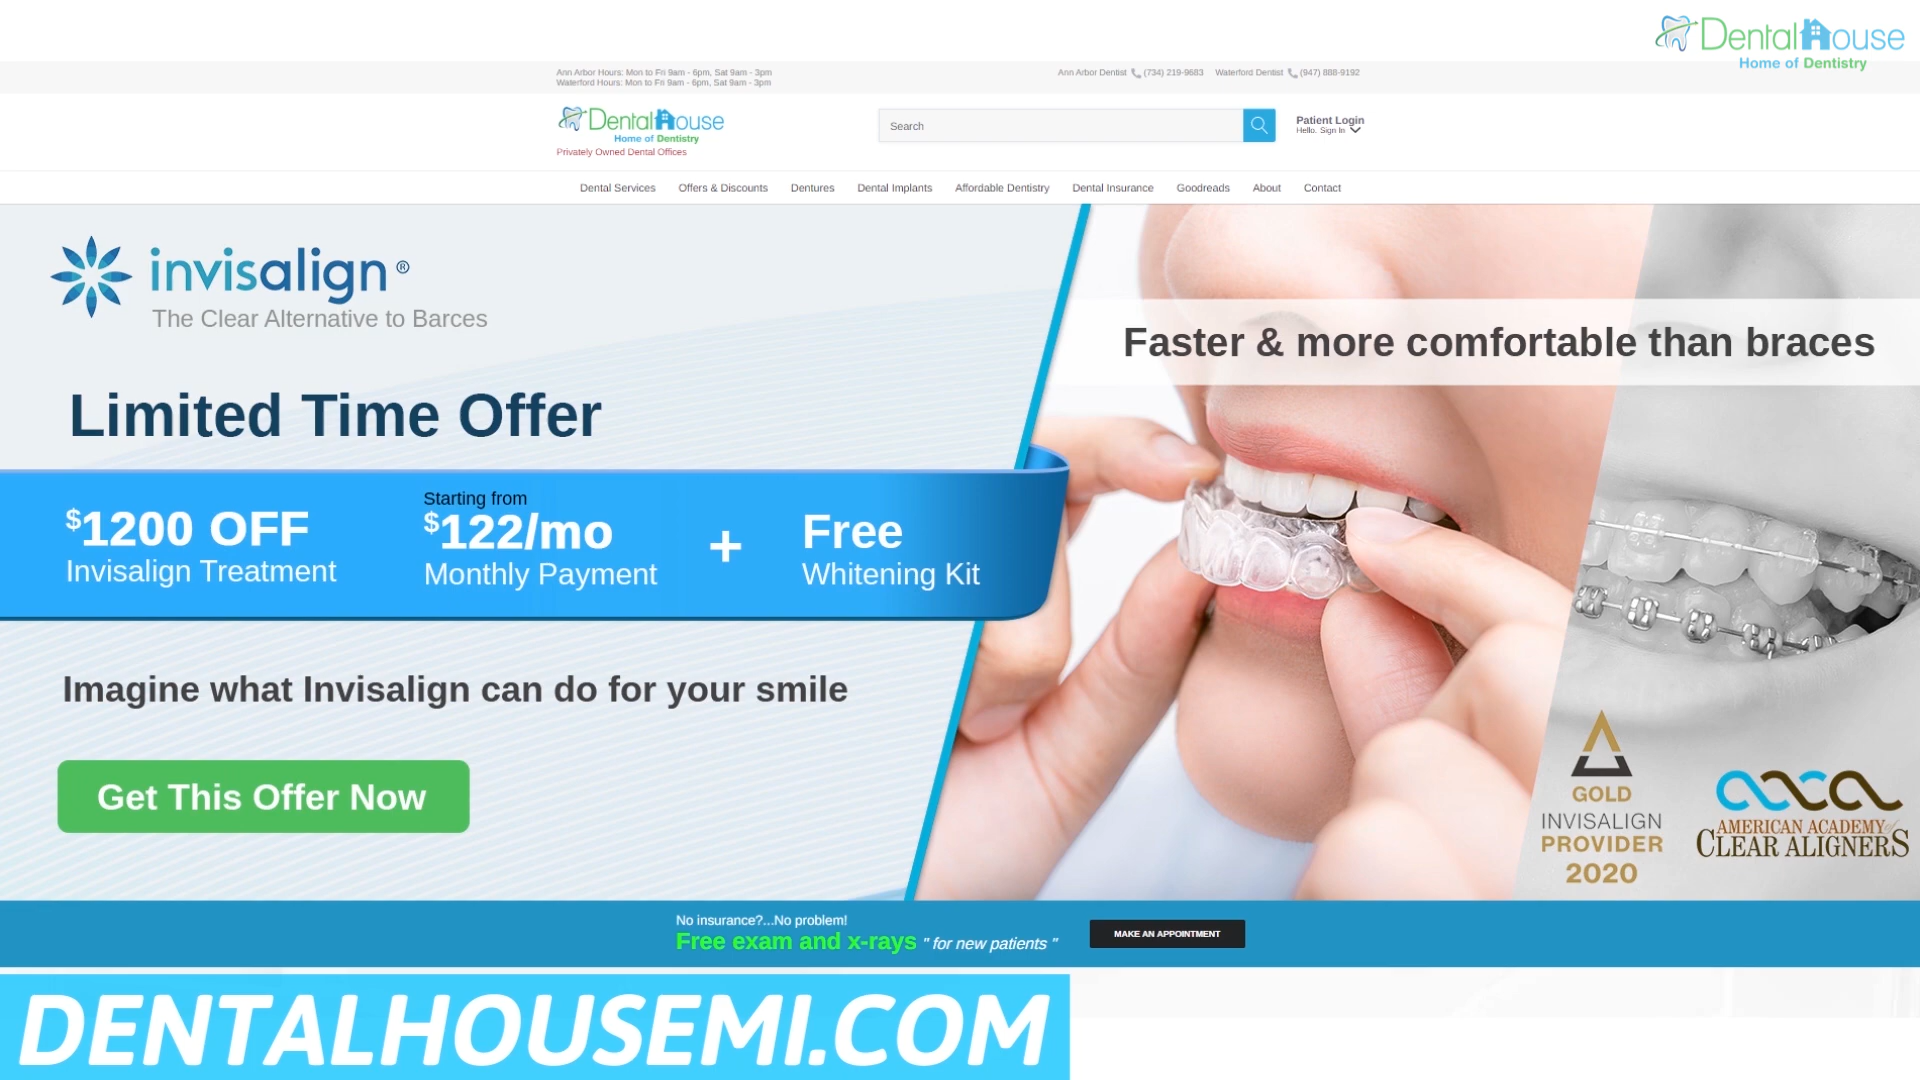 DentalHouse
Home of Dentistry
Ann Arbor Hours: Mon to Fri 9am - 6pm, Sat 9am - 3pm
Waterford Hours: Mon to Fri 9am - 6pm, Sat 9am - 3pm
Ann Arbor Dentist (734) 219-9683 Waterford Dentist (947) 888-9192
DentalHouse
Home of Dentistry
Privately Owned Dental Offices
Search
Patient Login
Hello. Sign In
Dental Services Offers & Discounts Dentures Dental Implants Affordable Dentistry Dental Insurance Goodreads About Contact
invisalign®
The Clear Alternative to Barces
Faster & more comfortable than braces
Limited Time Offer
$1200 OFF
Invisalign Treatment
Starting from
$122/mo
Monthly Payment
+
Free
Whitening Kit
Imagine what Invisalign can do for your smile
Get This Offer Now
GOLD
INVISALIGN
PROVIDER
2020
AMERICAN ACADEMY of
CLEAR ALIGNERS
No insurance?...No problem!
Free exam and x-rays " for new patients "
MAKE AN APPOINTMENT
DENTALHOUSEMI.COM